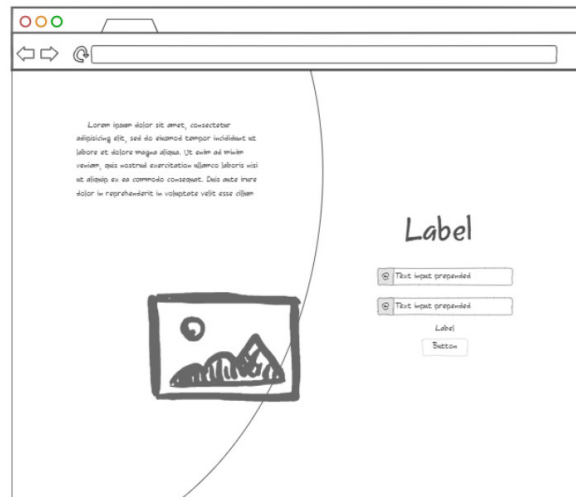 Lorem ipsum dolor sit amet, consectetur
adipisicing elit, sed do eiusmod tempor incididunt ut
labore et dolore magna aliqua. Ut enim ad minim
veniam, quis nostrud exercitation ullamco laboris nisi
ut aliquip ex ea commodo consequat. Duis aute irure
dolor in reprehenderit in voluptate velit esse cillum
Label
@ Text input prepended
@ Text input prepended
Label
Button